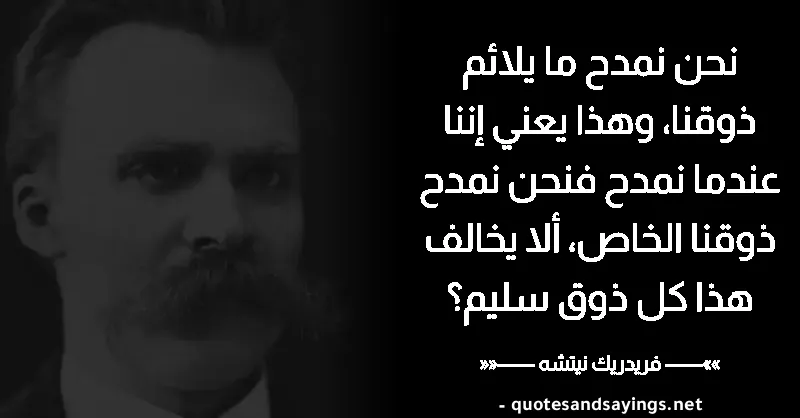 نحن نمدح ما يلائم
ذوقنا، وهذا يعني إننا
عندما نمدح فنحن نمدح
ذوقنا الخاص، ألا يخالف
هذا كل ذوق سليم؟
»»—— فريدريك نيتشه ——««
- quotesandsayings.net